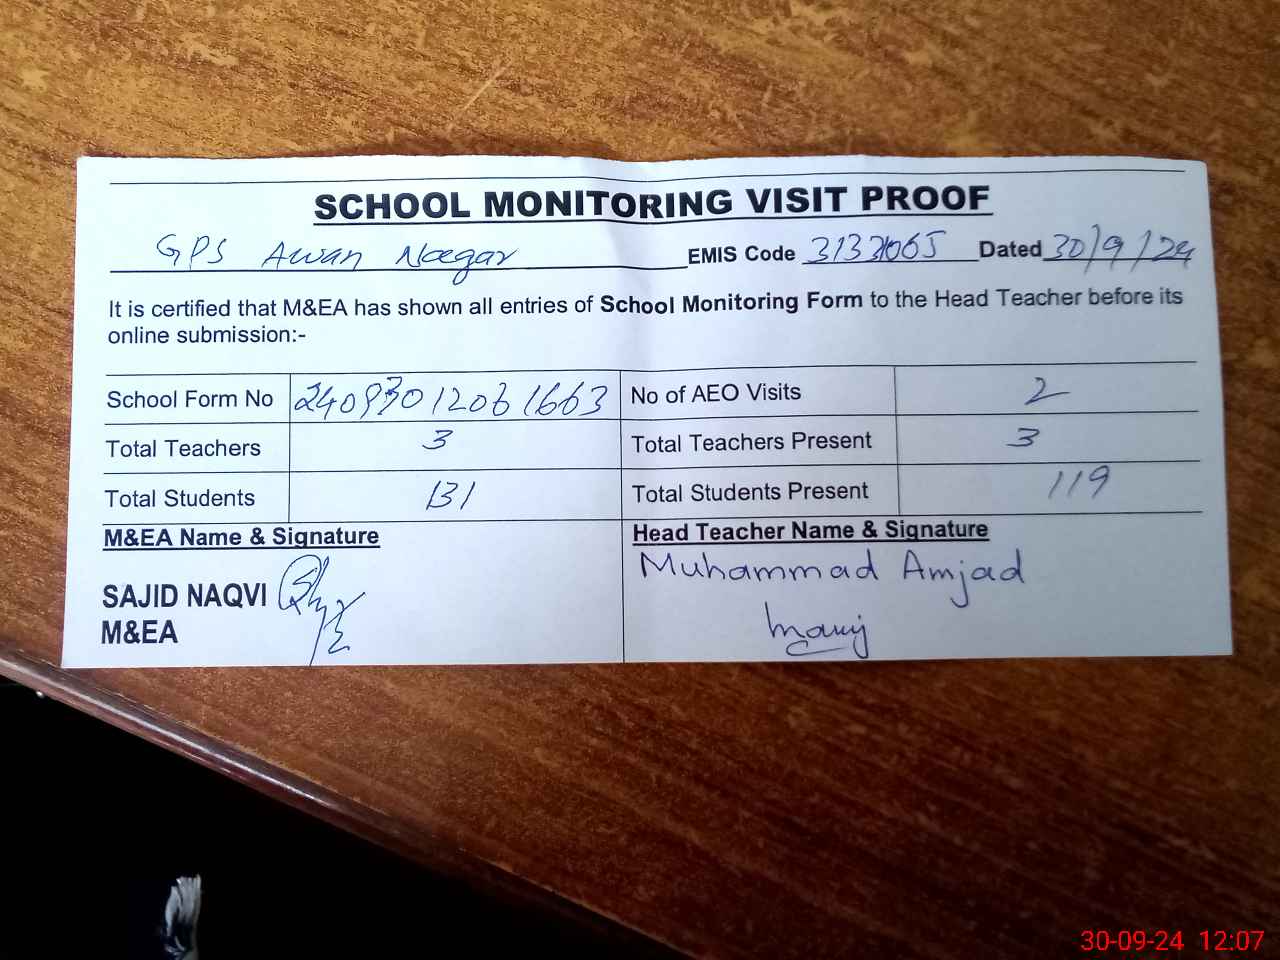 SCHOOL MONITORING VISIT PROOF
GPS Awan Nagar EMIS Code Dated 30/9/24
It is certified that M&EA has shown all entries of School Monitoring Form to the Head Teacher before its
online submission:-
School Form No 24093012061663 No of AEO Visits 2
Total Teachers 3 Total Teachers Present 3
Total Students 131 Total Students Present 119
M&EA Name & Signature Head Teacher Name & Signature
Muhammad Amjad
SAJID NAQVI
M&EA
30-09-24 12:07